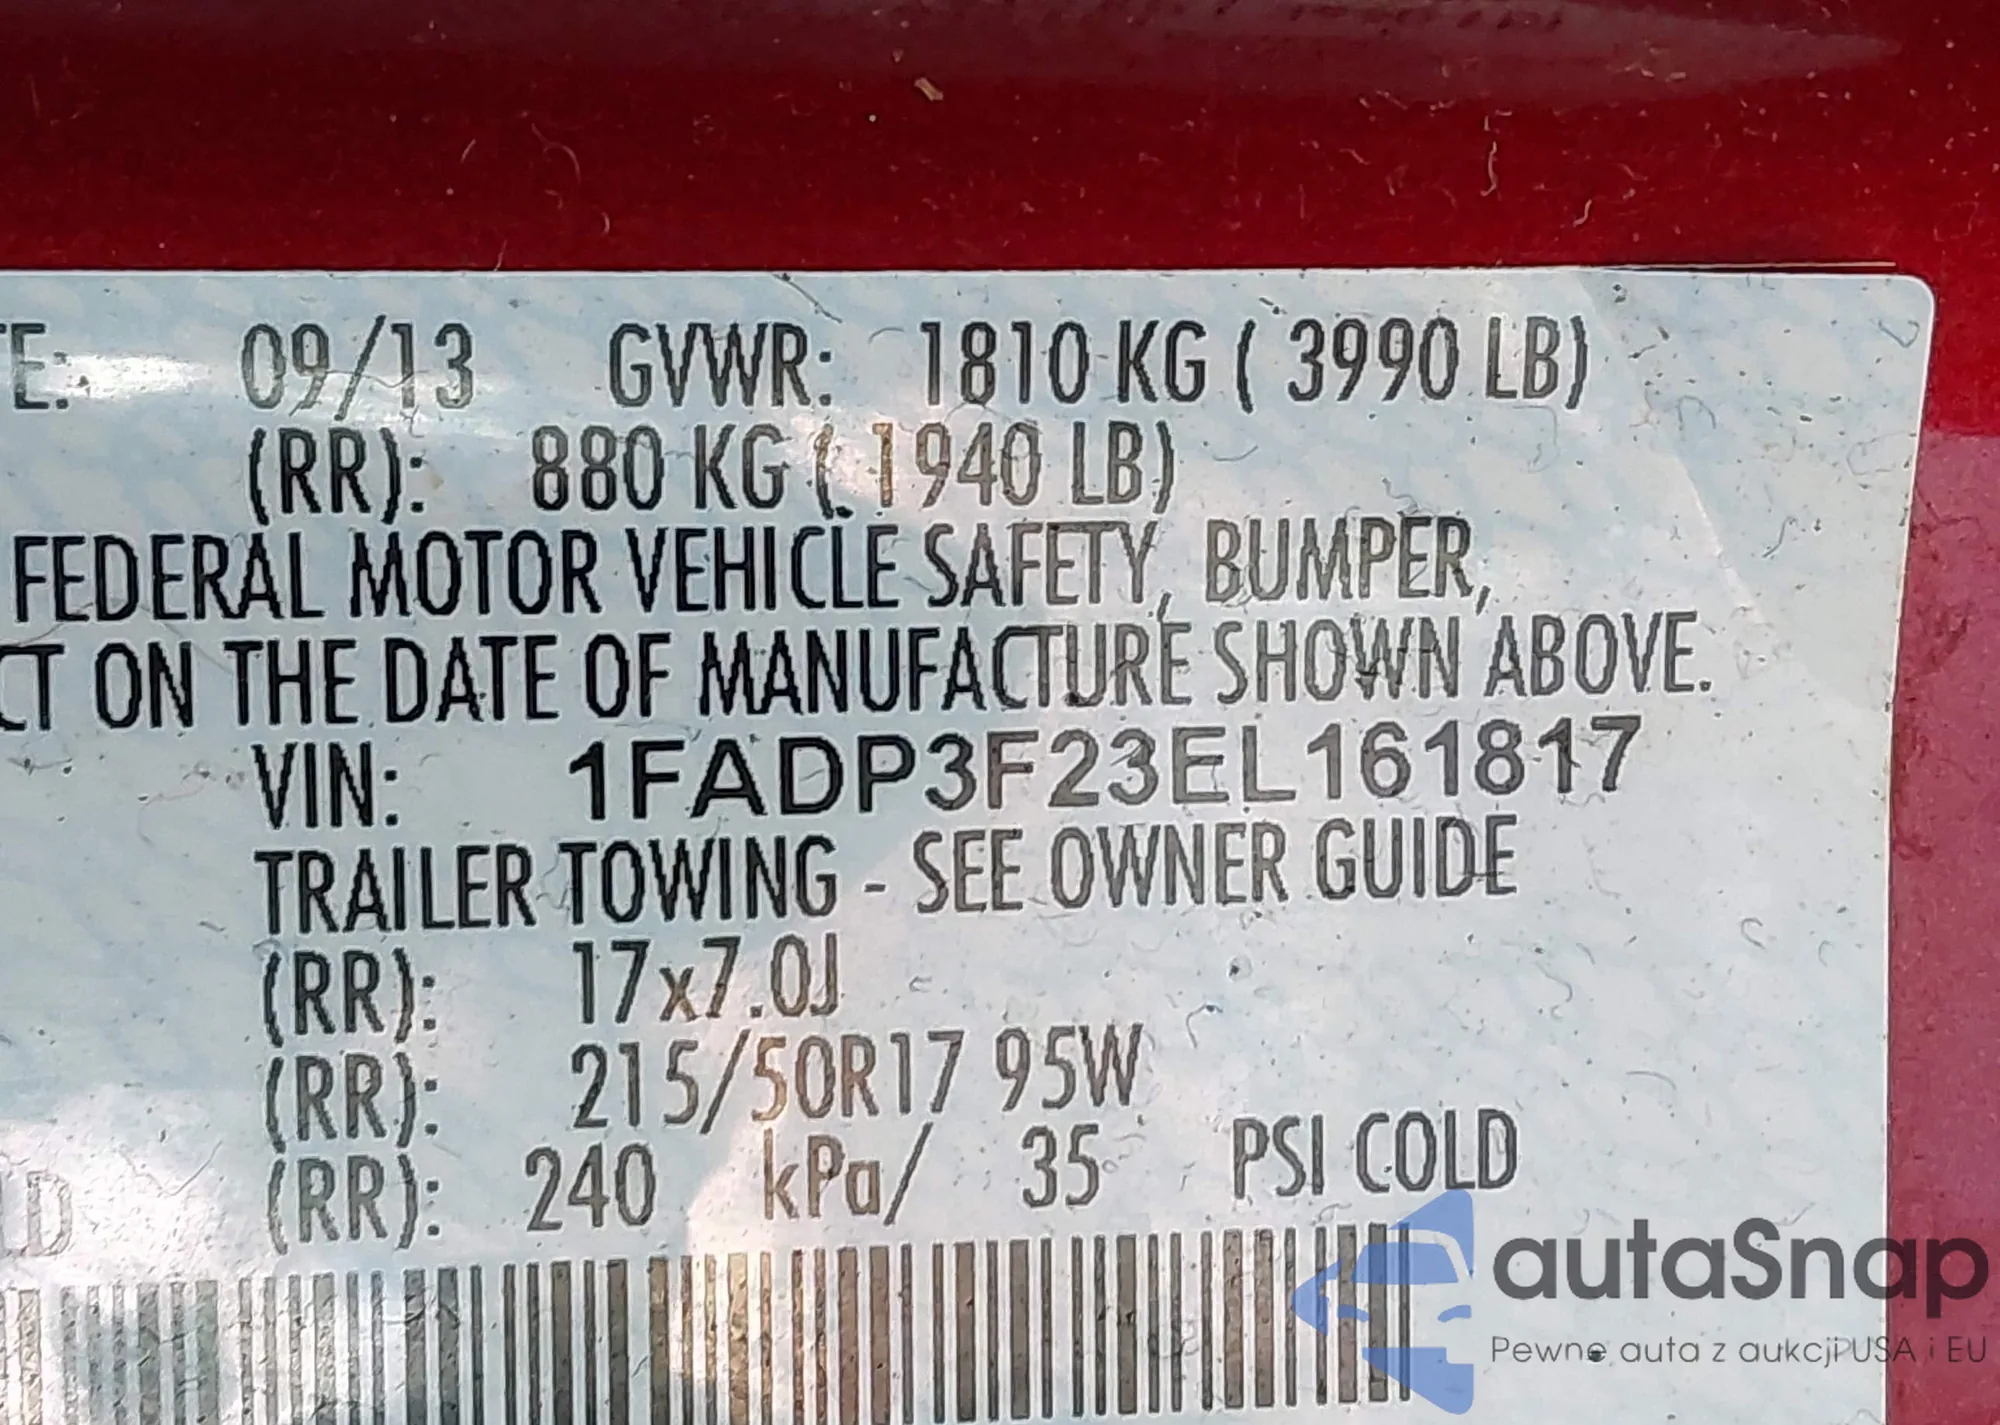 TE: 09/13 GVWR: 1810 KG ( 3990 LB)
(RR): 880 KG ( 1940 LB)
FEDERAL MOTOR VEHICLE SAFETY, BUMPER,
CT ON THE DATE OF MANUFACTURE SHOWN ABOVE.
VIN: 1FADP3F23EL161817
TRAILER TOWING - SEE OWNER GUIDE
(RR): 17x7.0J
(RR): 215/50R17 95W
(RR): 240 kPa/ 35 PSI COLD
autaSnap
Pewne auta z aukcji USA i EU